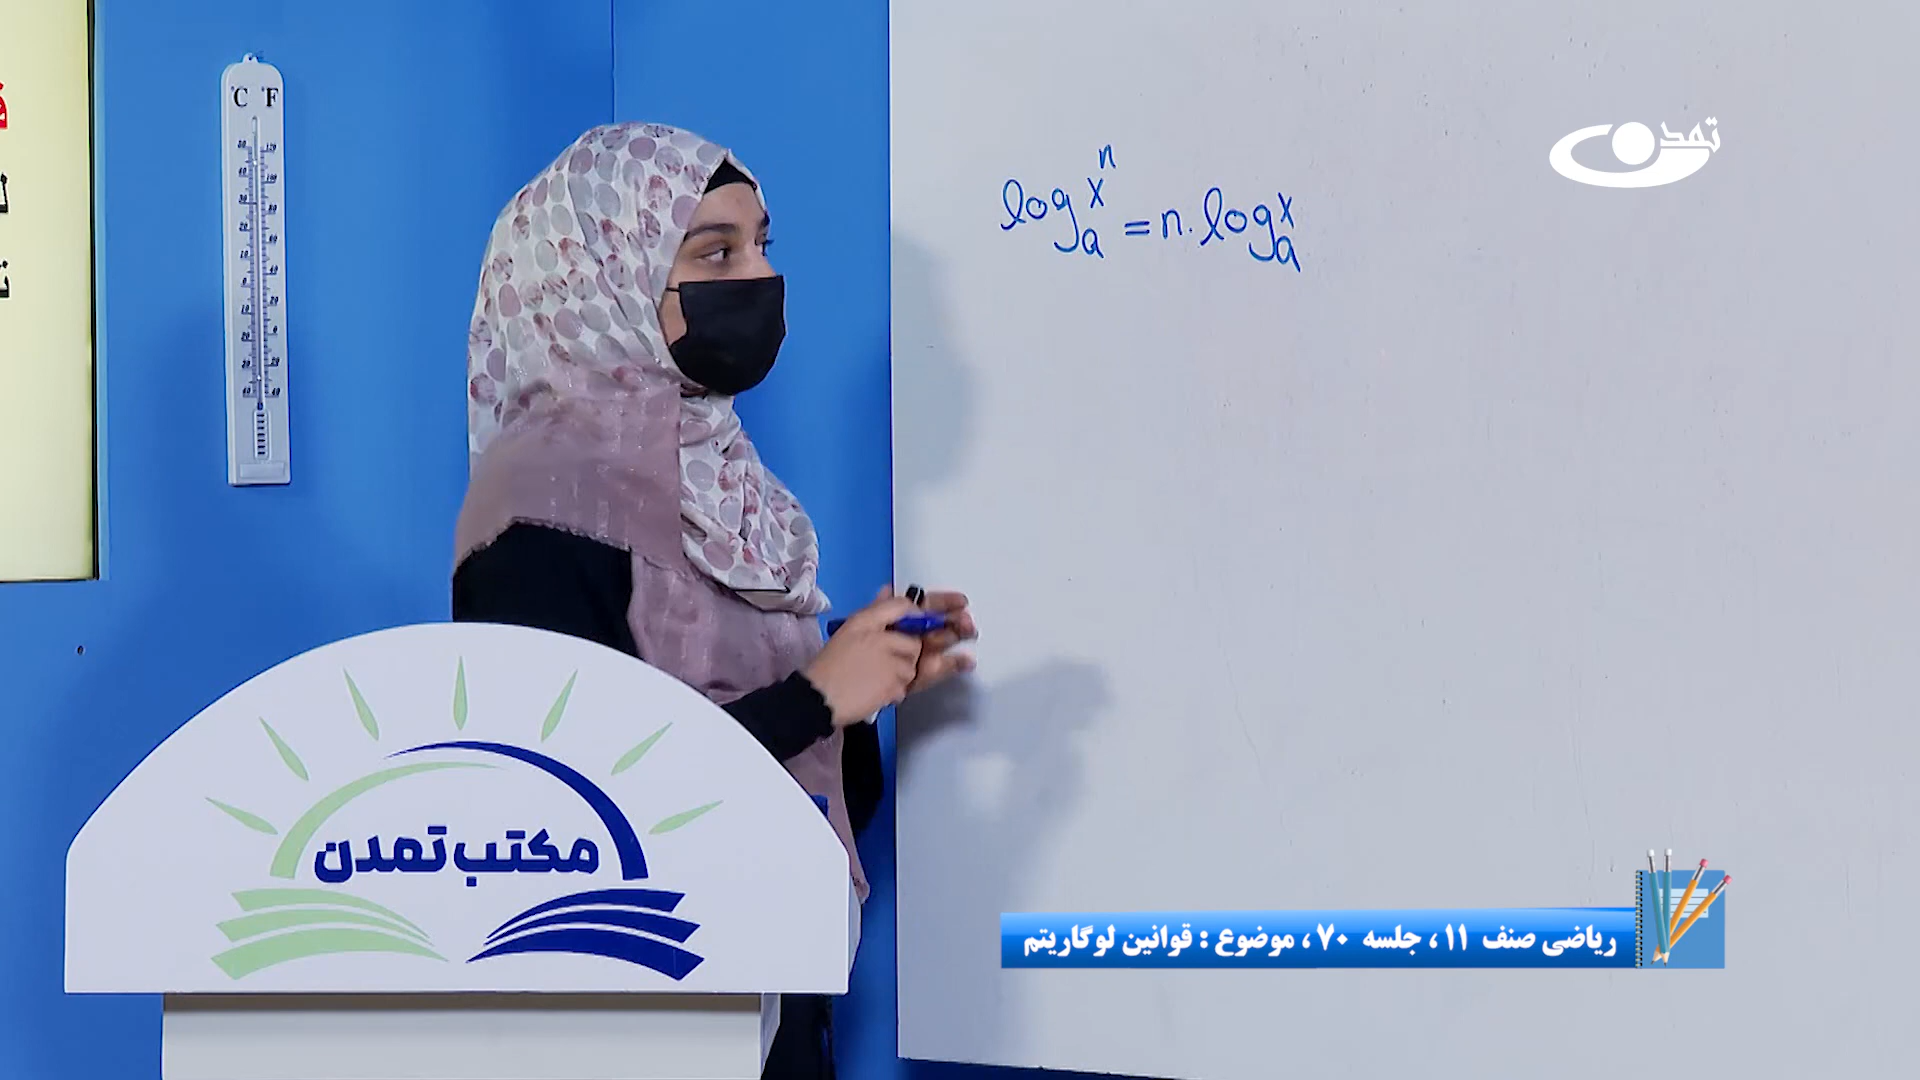 تمدن
log_a x^n = n. log_a x
°C °F
مکتب تمدن
ریاضی صنف ۱۱، جلسه ۷۰، موضوع : قوانین لوگاریتم